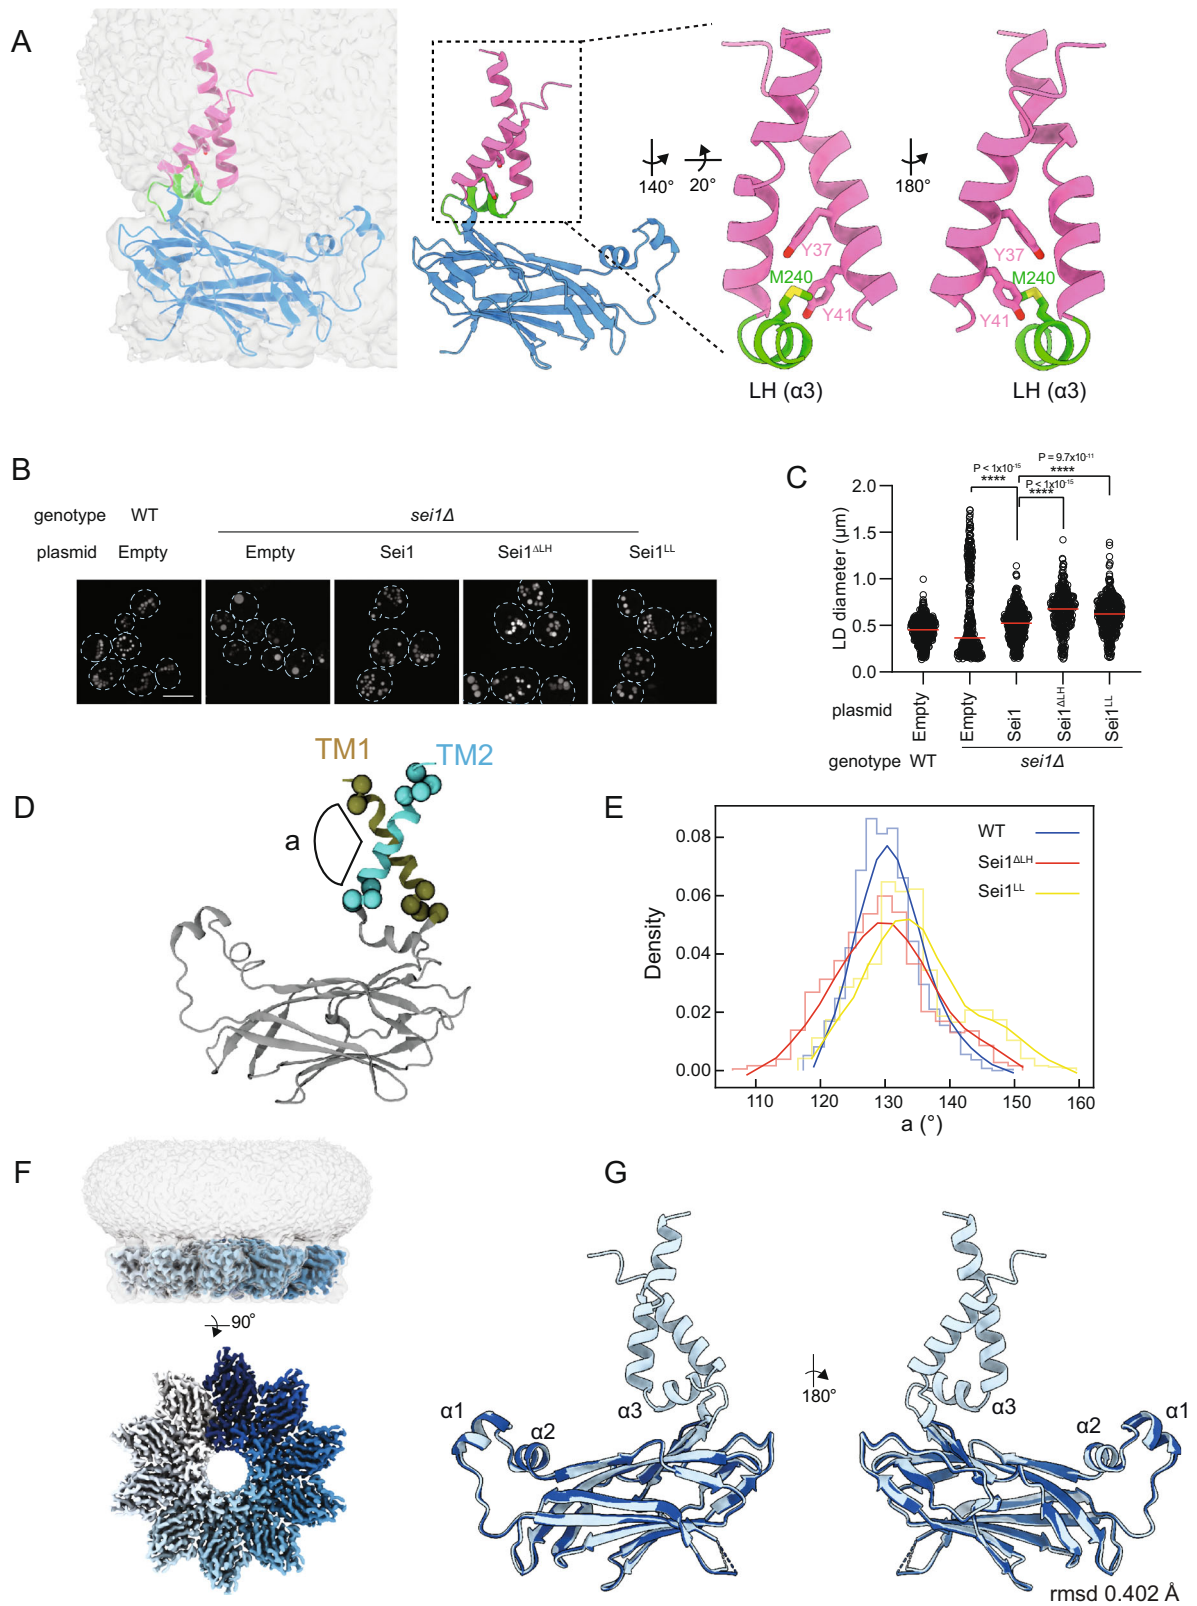 A
140°
20°
180°
Y37
M240
Y41
LH (α3)
Y37
M240
Y41
LH (α3)
B
genotype WT sei1Δ
plasmid Empty Empty Sei1 Sei1ΔLH Sei1LL
C
P < 1x10-15
****
P = 9.7x10-11
****
P < 1x10-15
****
LD diameter (μm)
2.0
1.5
1.0
0.5
0.0
plasmid Empty Empty Sei1 Sei1ΔLH Sei1LL
genotype WT sei1Δ
D
TM1
TM2
a
E
Density
0.08
0.06
0.04
0.02
0.00
WT
Sei1ΔLH
Sei1LL
110 120 130 140 150 160
a (°)
F
90°
G
α1
α2
α3
180°
α3
α2
α1
rmsd 0.402 Å